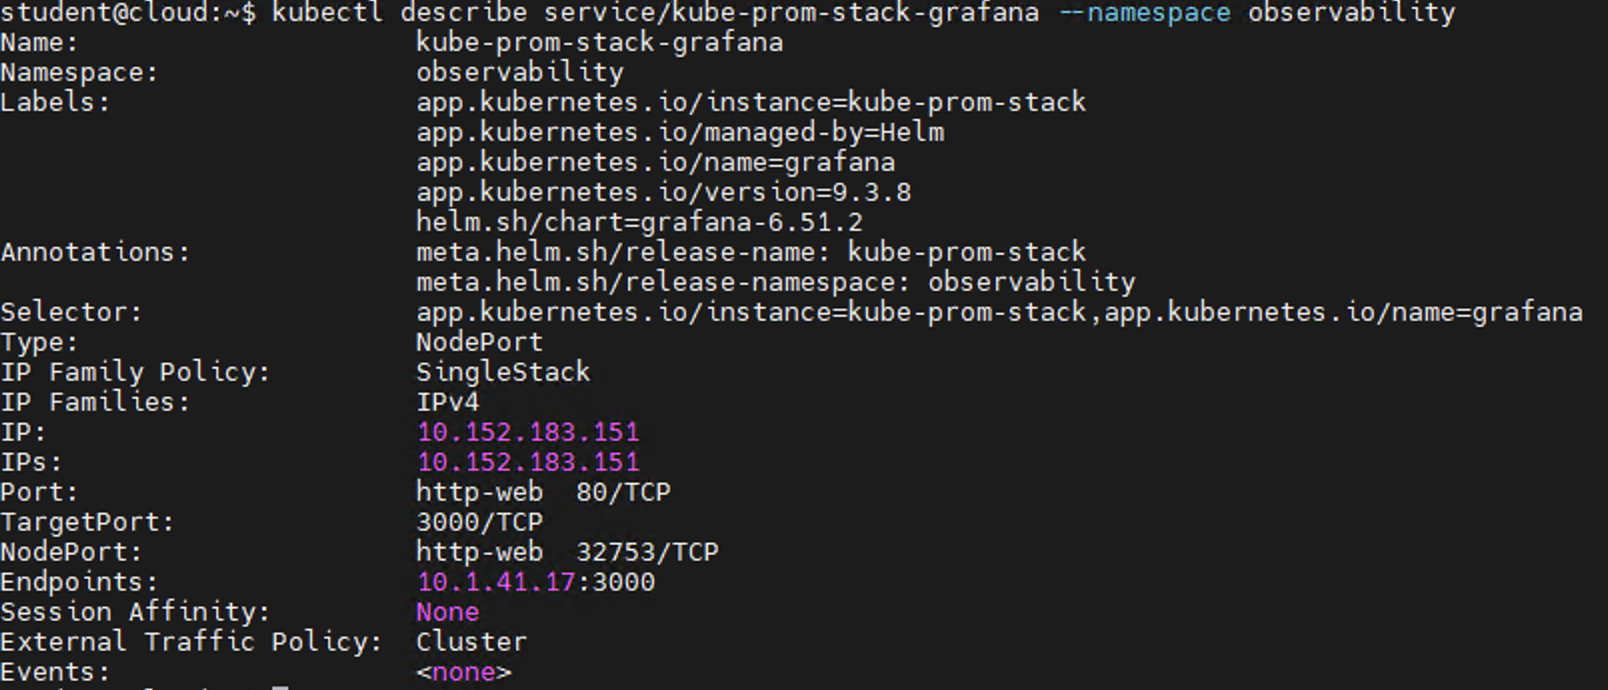 student@cloud:~$ kubectl describe service/kube-prom-stack-grafana --namespace observability
Name: kube-prom-stack-grafana
Namespace: observability
Labels: app.kubernetes.io/instance=kube-prom-stack
app.kubernetes.io/managed-by=Helm
app.kubernetes.io/name=grafana
app.kubernetes.io/version=9.3.8
helm.sh/chart=grafana-6.51.2
Annotations: meta.helm.sh/release-name: kube-prom-stack
meta.helm.sh/release-namespace: observability
Selector: app.kubernetes.io/instance=kube-prom-stack,app.kubernetes.io/name=grafana
Type: NodePort
IP Family Policy: SingleStack
IP Families: IPv4
IP: 10.152.183.151
IPs: 10.152.183.151
Port: http-web 80/TCP
TargetPort: 3000/TCP
NodePort: http-web 32753/TCP
Endpoints: 10.1.41.17:3000
Session Affinity: None
External Traffic Policy: Cluster
Events: <none>